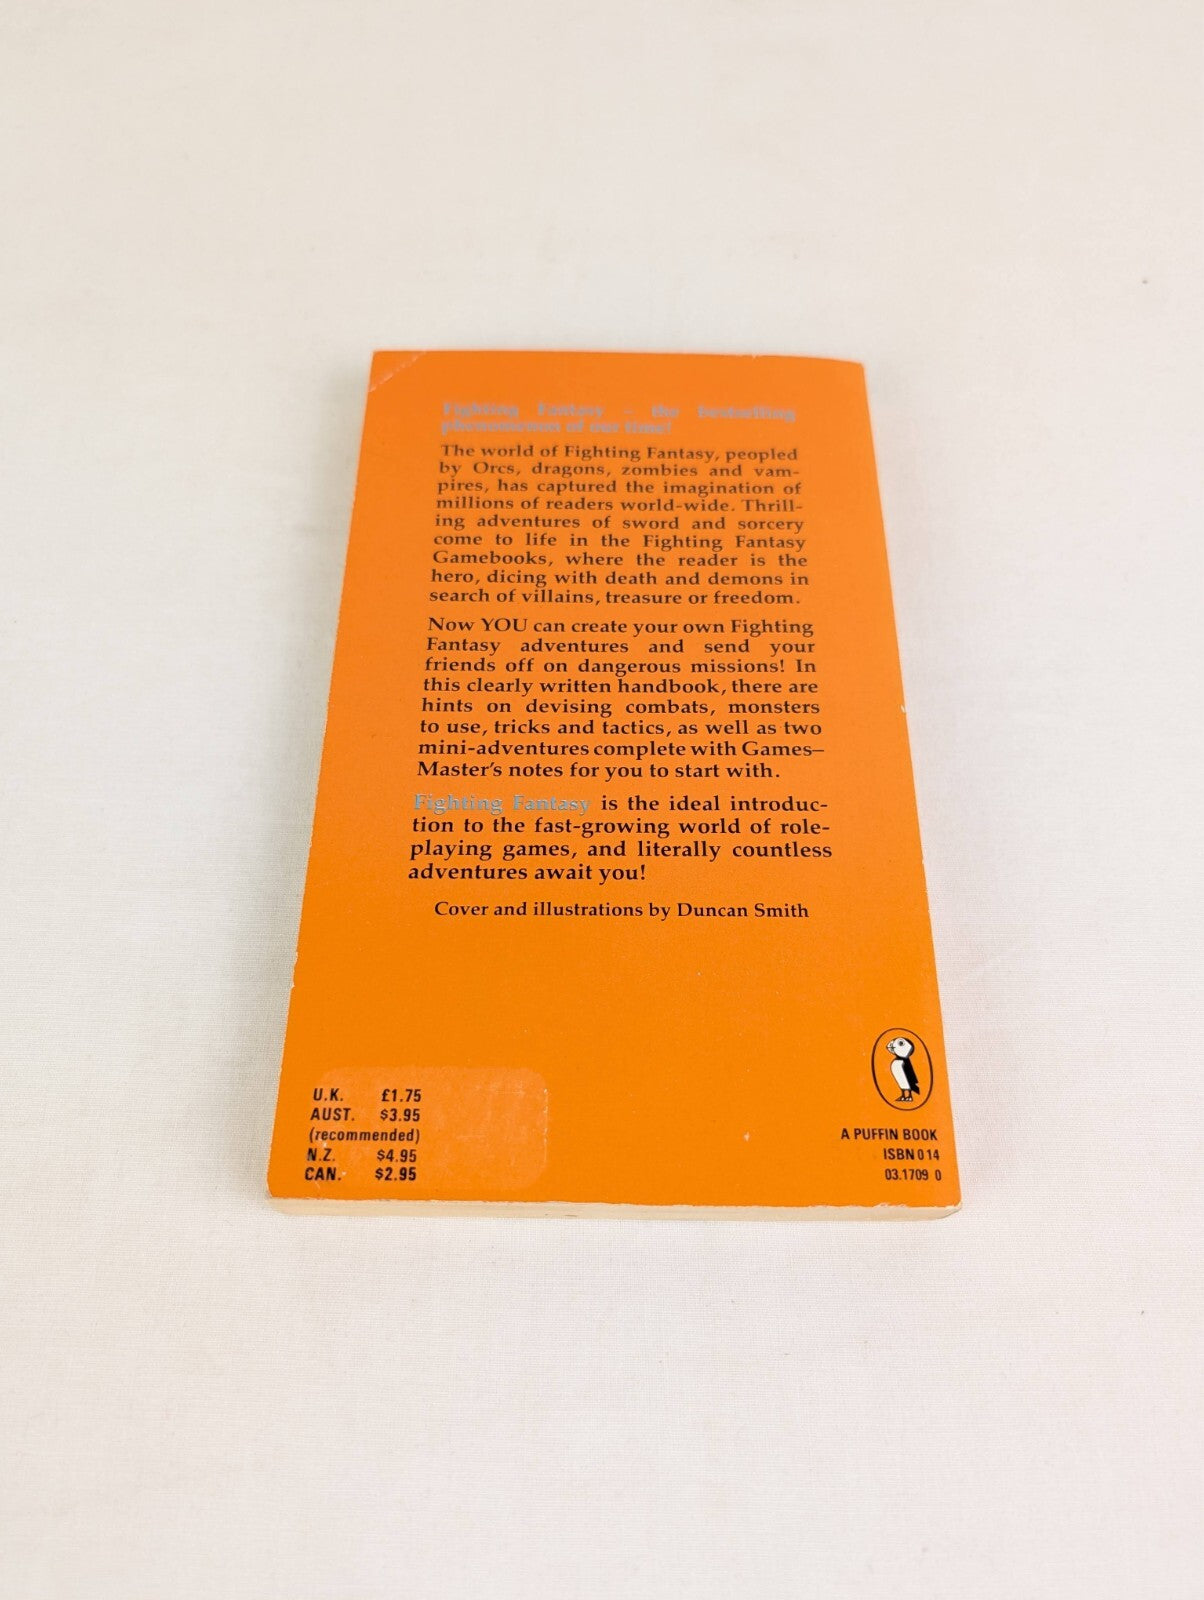 Fighting Fantasy – the bestselling
phenomenon of our time!
The world of Fighting Fantasy, peopled
by Orcs, dragons, zombies and vam-
pires, has captured the imagination of
millions of readers world-wide. Thrill-
ing adventures of sword and sorcery
come to life in the Fighting Fantasy
Gamebooks, where the reader is the
hero, dicing with death and demons in
search of villains, treasure or freedom.
Now YOU can create your own Fighting
Fantasy adventures and send your
friends off on dangerous missions! In
this clearly written handbook, there are
hints on devising combats, monsters
to use, tricks and tactics, as well as two
mini-adventures complete with Games–
Master's notes for you to start with.
Fighting Fantasy is the ideal introduc-
tion to the fast-growing world of role-
playing games, and literally countless
adventures await you!
Cover and illustrations by Duncan Smith
U.K. £1.75
AUST. $3.95
(recommended)
N.Z. $4.95
CAN. $2.95
A PUFFIN BOOK
ISBN 0 14
03.1709 0